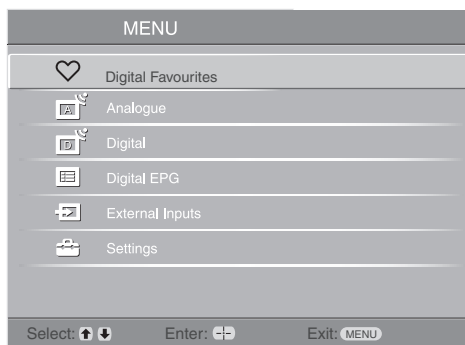 MENU
Digital Favourites
A Analogue
D Digital
Digital EPG
External Inputs
Settings
Select: Enter: Exit: MENU